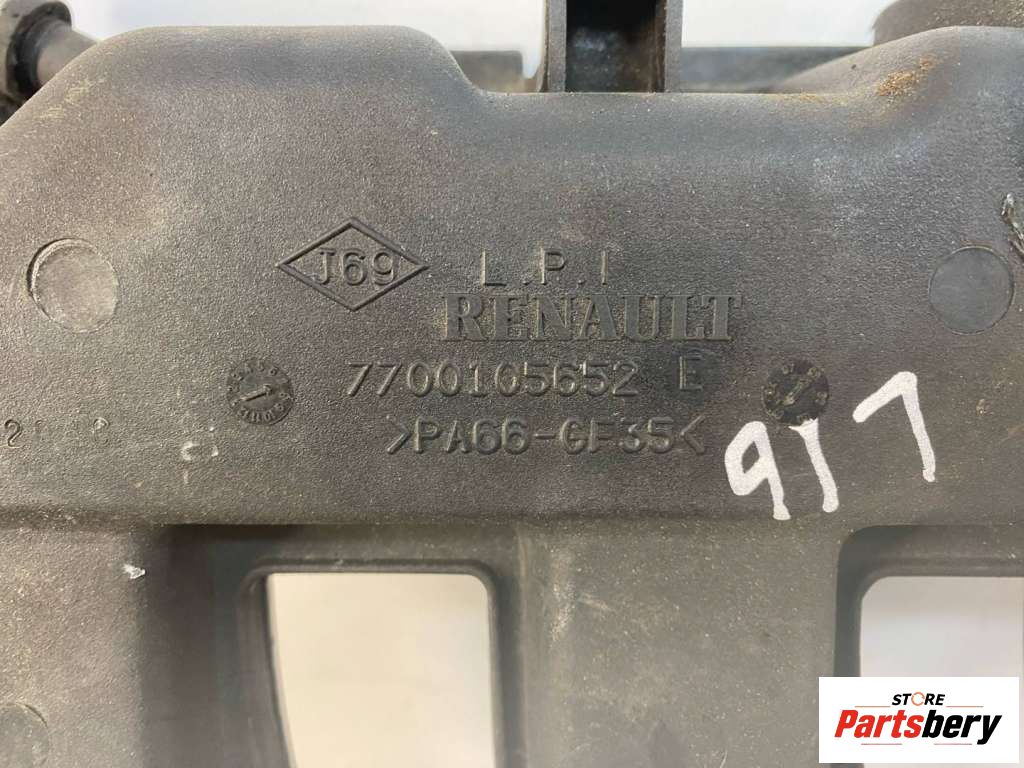 J69
L.P.I
RENAULT
7700105652 E
>PA66-GF35<
917
STORE
Partsbery